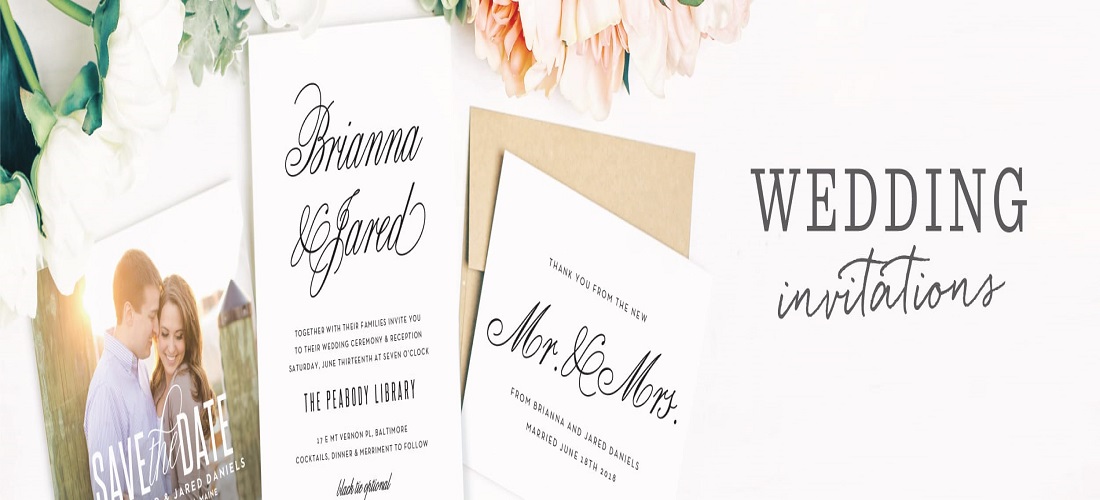 SAVE the DATE
& JARED DANIELS
MAINE
Brianna
& Jared
TOGETHER WITH THEIR FAMILIES INVITE YOU
TO THEIR WEDDING CEREMONY & RECEPTION
SATURDAY, JUNE THIRTEENTH AT SEVEN O'CLOCK
THE PEABODY LIBRARY
17 E MT VERNON PL, BALTIMORE
COCKTAILS, DINNER & MERRIMENT TO FOLLOW
black tie optional
THANK YOU FROM THE NEW
Mr. & Mrs.
FROM BRIANNA AND JARED DANIELS
MARRIED JUNE 18TH 2018
WEDDING
invitations